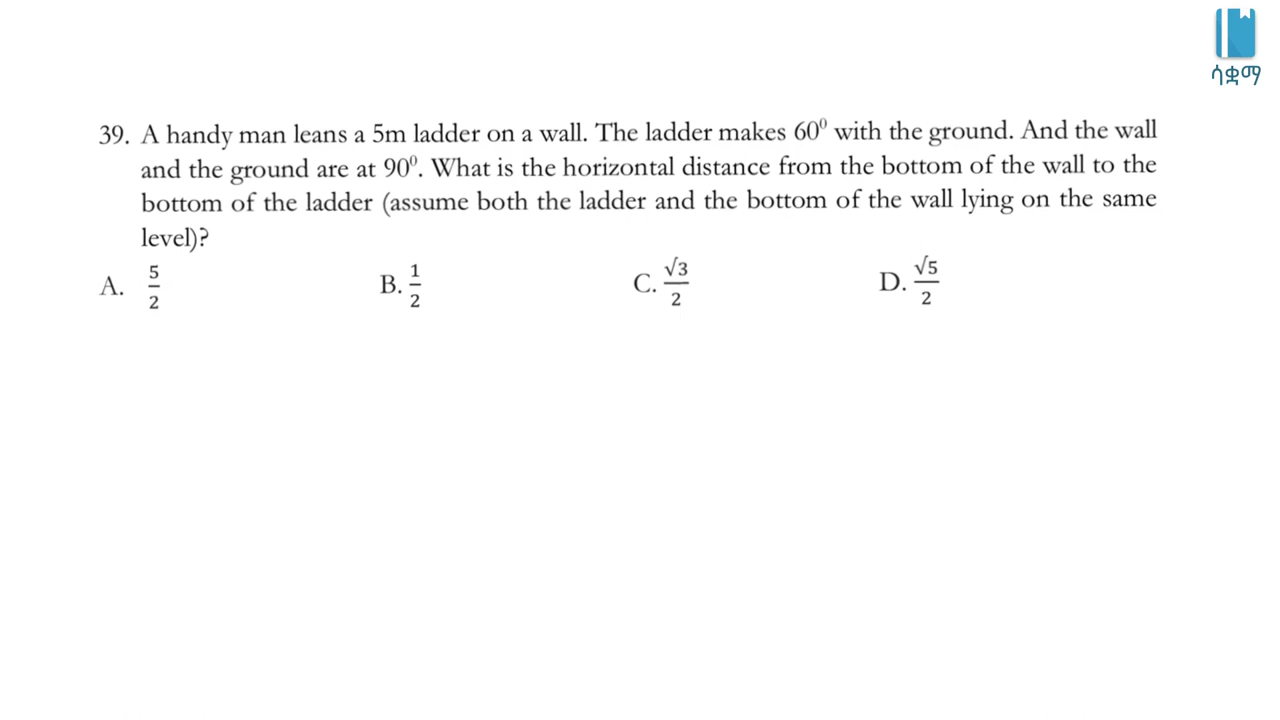 ሳቋማ
39. A handy man leans a 5m ladder on a wall. The ladder makes 60⁰ with the ground. And the wall
and the ground are at 90⁰. What is the horizontal distance from the bottom of the wall to the
bottom of the ladder (assume both the ladder and the bottom of the wall lying on the same
level)?
A. 5/2 B. 1/2 C. √3/2 D. √5/2